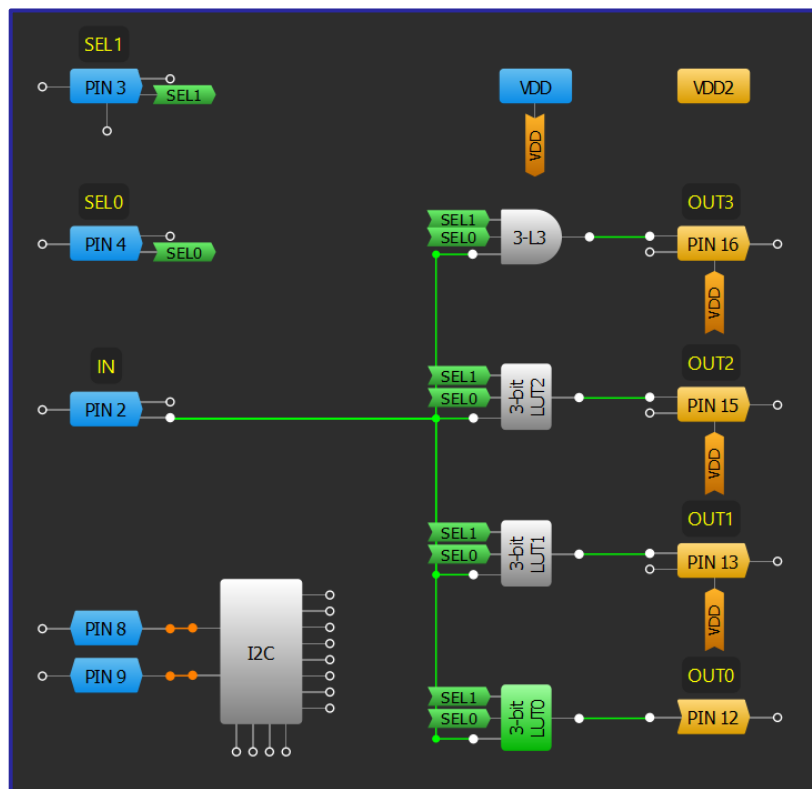 SEL1
PIN 3
SEL1
VDD
VDD2
VDD
SEL0
PIN 4
SEL0
SEL1
SEL0
3-L3
OUT3
PIN 16
VDD
IN
PIN 2
SEL1
SEL0
3-bit
LUT2
OUT2
PIN 15
VDD
SEL1
SEL0
3-bit
LUT1
OUT1
PIN 13
VDD
PIN 8
PIN 9
I2C
SEL1
SEL0
3-bit
LUT0
OUT0
PIN 12